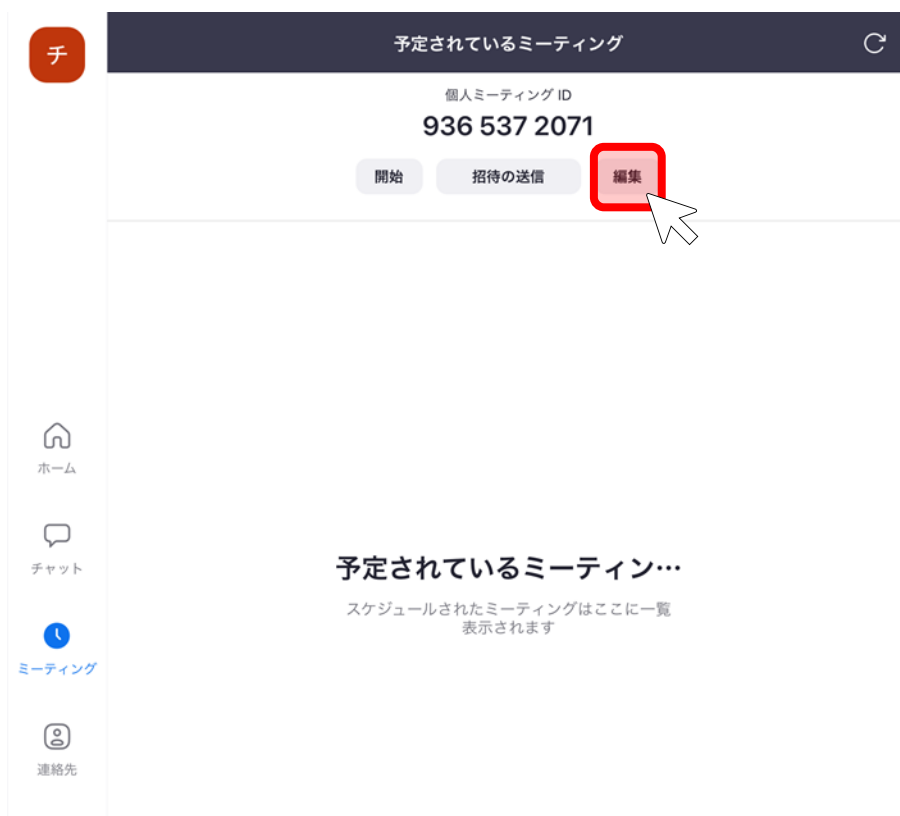 チ
予定されているミーティング
個人ミーティング ID
936 537 2071
開始
招待の送信
編集
ホーム
チャット
ミーティング
連絡先
予定されているミーティン…
スケジュールされたミーティングはここに一覧
表示されます